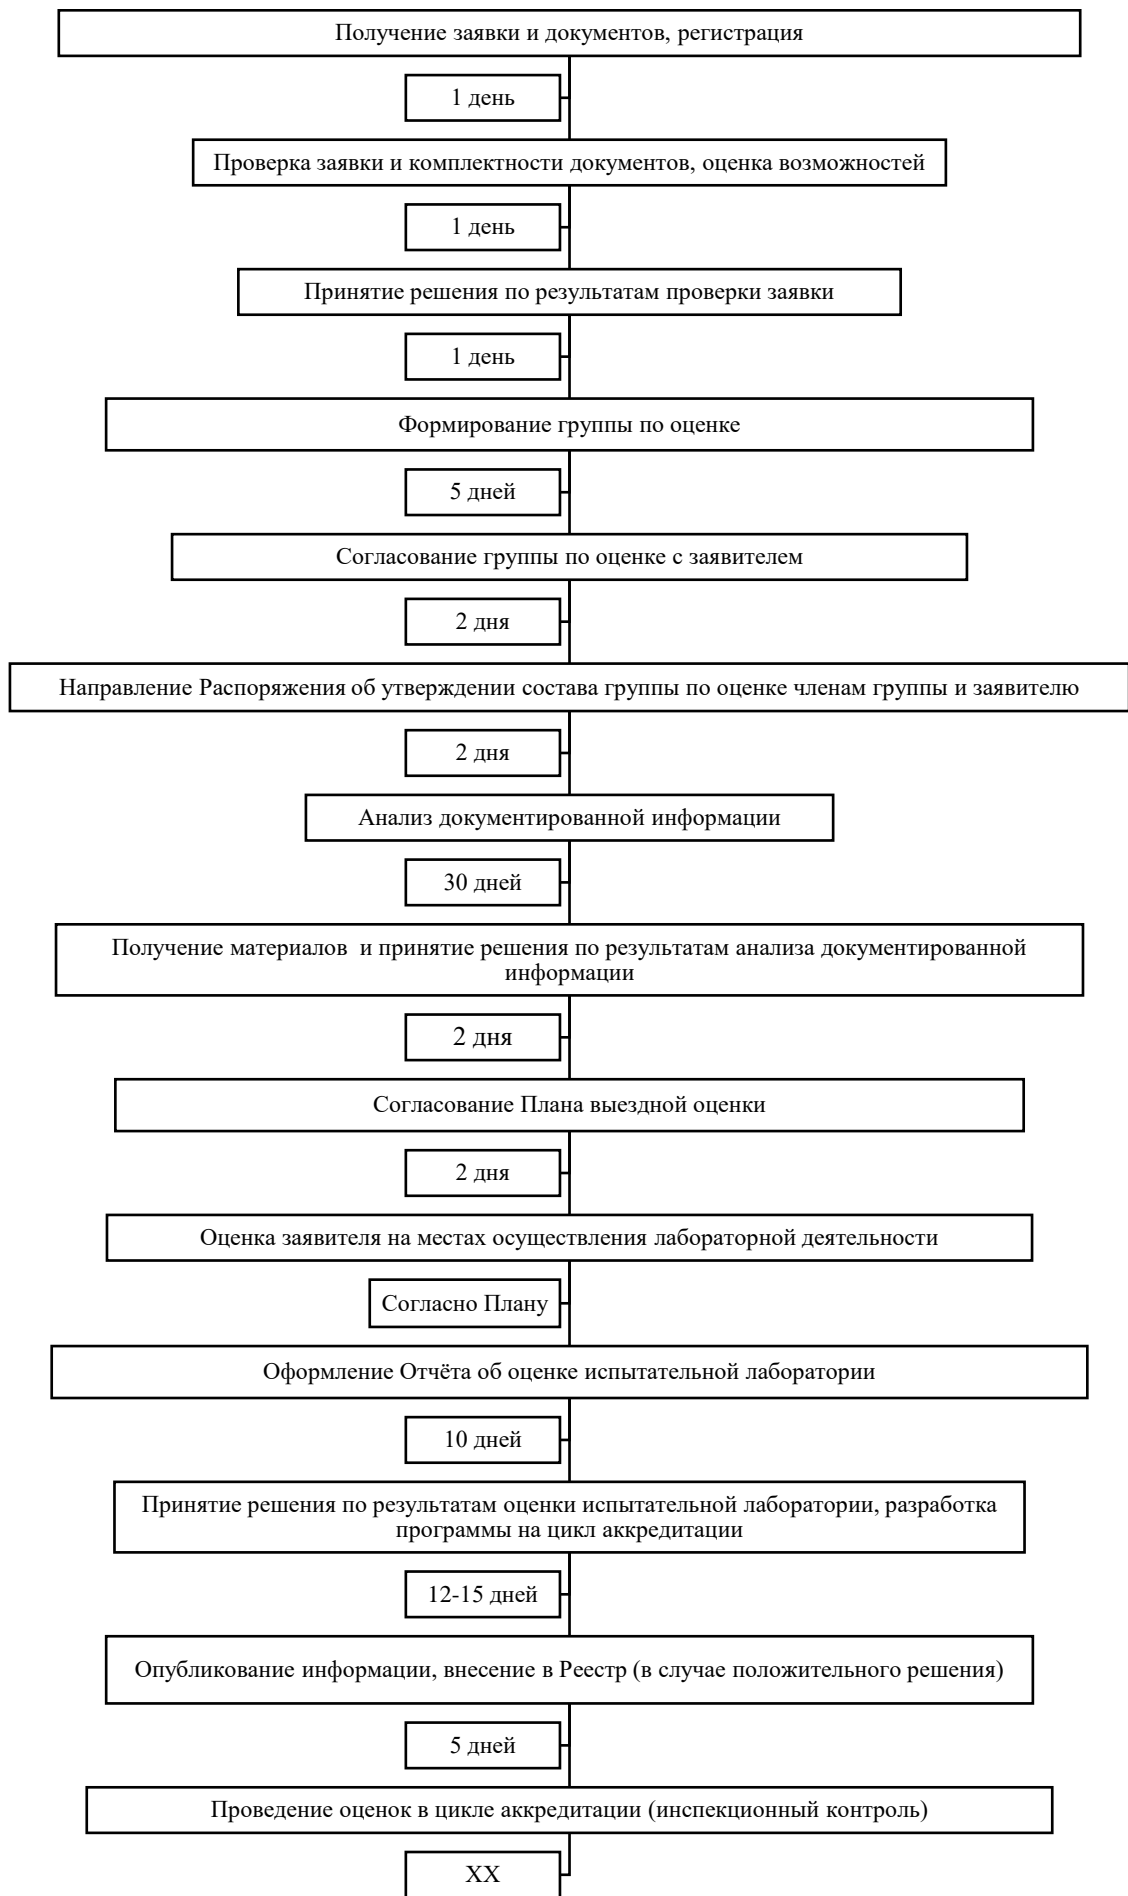 Получение заявки и документов, регистрация
1 день
Проверка заявки и комплектности документов, оценка возможностей
1 день
Принятие решения по результатам проверки заявки
1 день
Формирование группы по оценке
5 дней
Согласование группы по оценке с заявителем
2 дня
Направление Распоряжения об утверждении состава группы по оценке членам группы и заявителю
2 дня
Анализ документированной информации
30 дней
Получение материалов и принятие решения по результатам анализа документированной
информации
2 дня
Согласование Плана выездной оценки
2 дня
Оценка заявителя на местах осуществления лабораторной деятельности
Согласно Плану
Оформление Отчёта об оценке испытательной лаборатории
10 дней
Принятие решения по результатам оценки испытательной лаборатории, разработка
программы на цикл аккредитации
12-15 дней
Опубликование информации, внесение в Реестр (в случае положительного решения)
5 дней
Проведение оценок в цикле аккредитации (инспекционный контроль)
XX